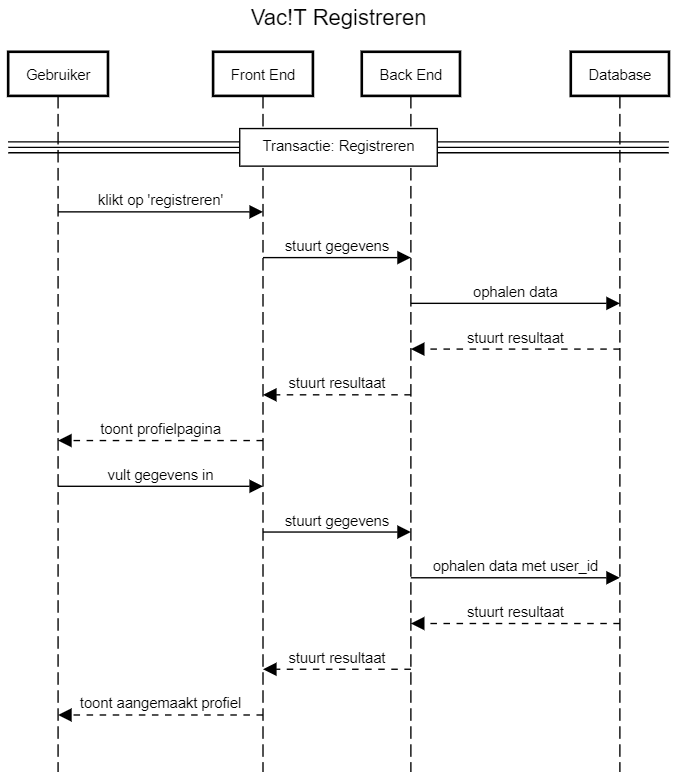 Vac!T Registreren
Gebruiker
Front End
Back End
Database
Transactie: Registreren
klikt op 'registreren'
stuurt gegevens
ophalen data
stuurt resultaat
stuurt resultaat
toont profielpagina
vult gegevens in
stuurt gegevens
ophalen data met user_id
stuurt resultaat
stuurt resultaat
toont aangemaakt profiel